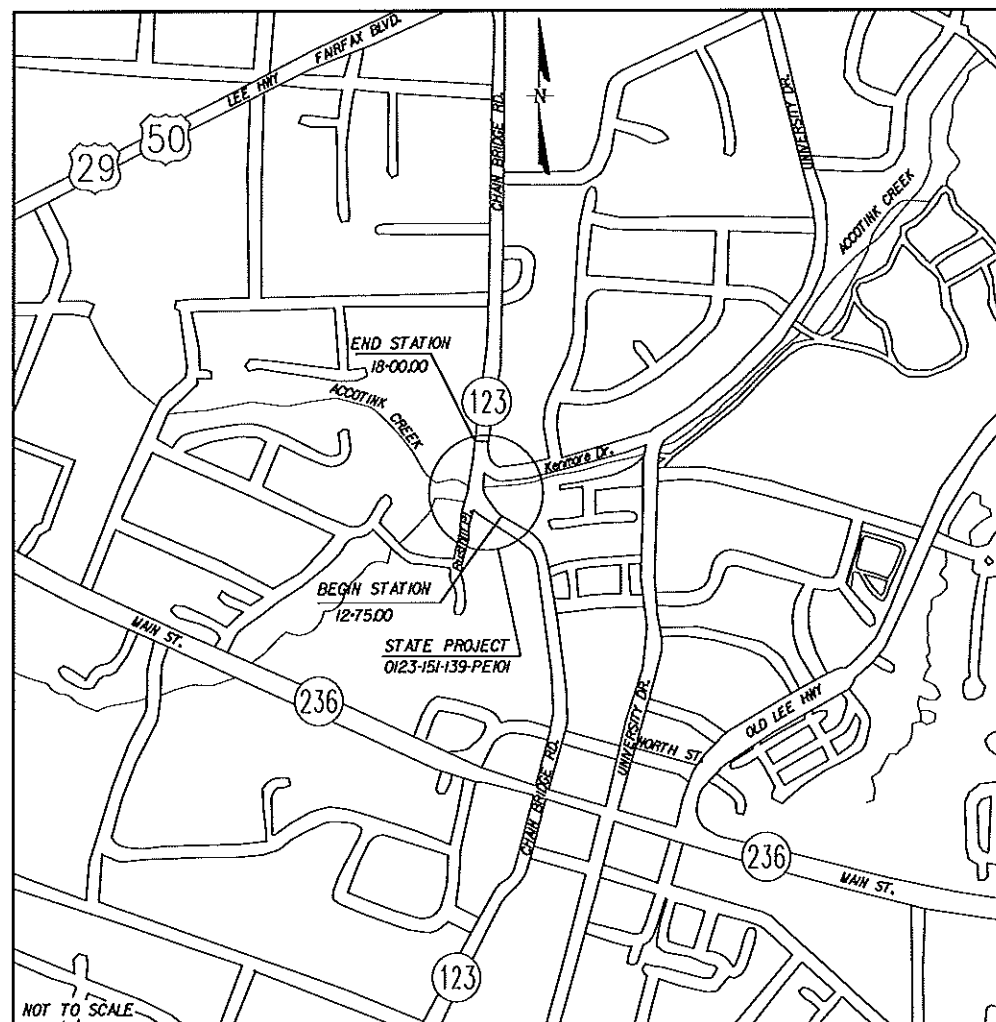 FAIRFAX BLVD.
LEE HWY
50
29
N
CHAIN BRIDGE RD.
UNIVERSITY DR.
ACCOTINK CREEK
END STATION
18+00.00
123
ACCOTINK CREEK
Kenmore Dr.
BEGIN STATION
12+75.00
STATE PROJECT
0123-151-139-PE101
MAIN ST.
236
OLD LEE HWY
UNIVERSITY DR.
NORTH ST.
CHAIN BRIDGE RD.
236
MAIN ST.
123
NOT TO SCALE